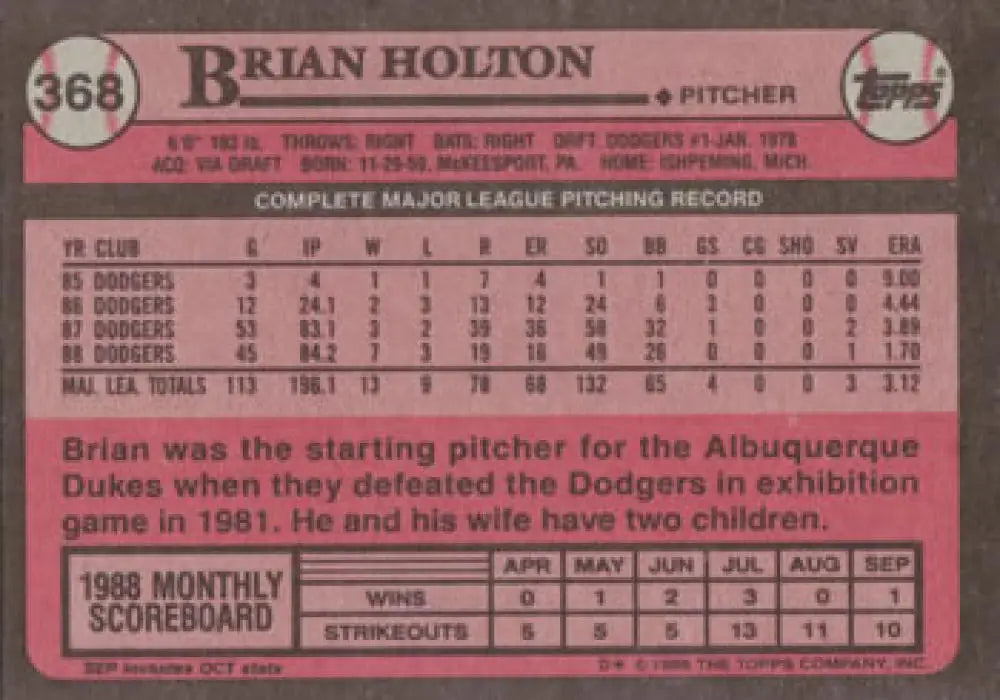 368
BRIAN HOLTON
PITCHER
Topps®
6'0" 193 lb. THROWS: RIGHT BATS: RIGHT DRFT: DODGERS #1-JAN. 1978
ACQ: VIA DRAFT BORN: 11-29-59, McKEESPORT, PA. HOME: ISHPEMING, MICH.
COMPLETE MAJOR LEAGUE PITCHING RECORD
YR CLUB G IP W L R ER SO BB GS CG SHO SV ERA
85 DODGERS 3 4 1 1 7 4 1 1 0 0 0 0 9.00
86 DODGERS 12 24.1 2 3 13 12 24 6 3 0 0 0 4.44
87 DODGERS 53 83.1 3 2 39 36 58 32 1 0 0 2 3.89
88 DODGERS 45 84.2 7 3 19 16 49 26 0 0 0 1 1.70
MAJ. LEA. TOTALS 113 196.1 13 9 78 68 132 65 4 0 0 3 3.12
Brian was the starting pitcher for the Albuquerque
Dukes when they defeated the Dodgers in exhibition
game in 1981. He and his wife have two children.
1988 MONTHLY
SCOREBOARD
APR MAY JUN JUL AUG SEP
WINS 0 1 2 3 0 1
STRIKEOUTS 5 5 5 13 11 10
SEP includes OCT stats
D* © 1989 THE TOPPS COMPANY, INC.